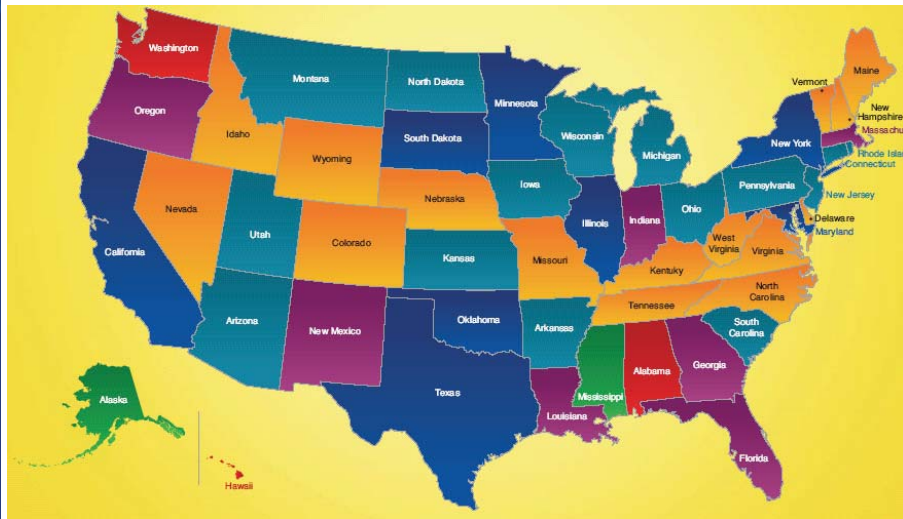 Washington
Montana
North Dakota
Minnesota
Maine
Vermont
New
Hampshire
Massachu
Rhode Islan
Connecticut
Oregon
Idaho
South Dakota
Wisconsin
Michigan
New York
Wyoming
Iowa
Pennsylvania
New Jersey
Nebraska
Nevada
Utah
Colorado
Illinois
Indiana
Ohio
Delaware
Maryland
California
Kansas
Missouri
West
Virginia
Virginia
Kentuky
North
Carolina
Tennessee
Arizona
New Mexico
Oklahoma
Arkansas
South
Carolina
Georgia
Alabama
Mississippi
Texas
Louisiana
Florida
Alaska
Hawsii